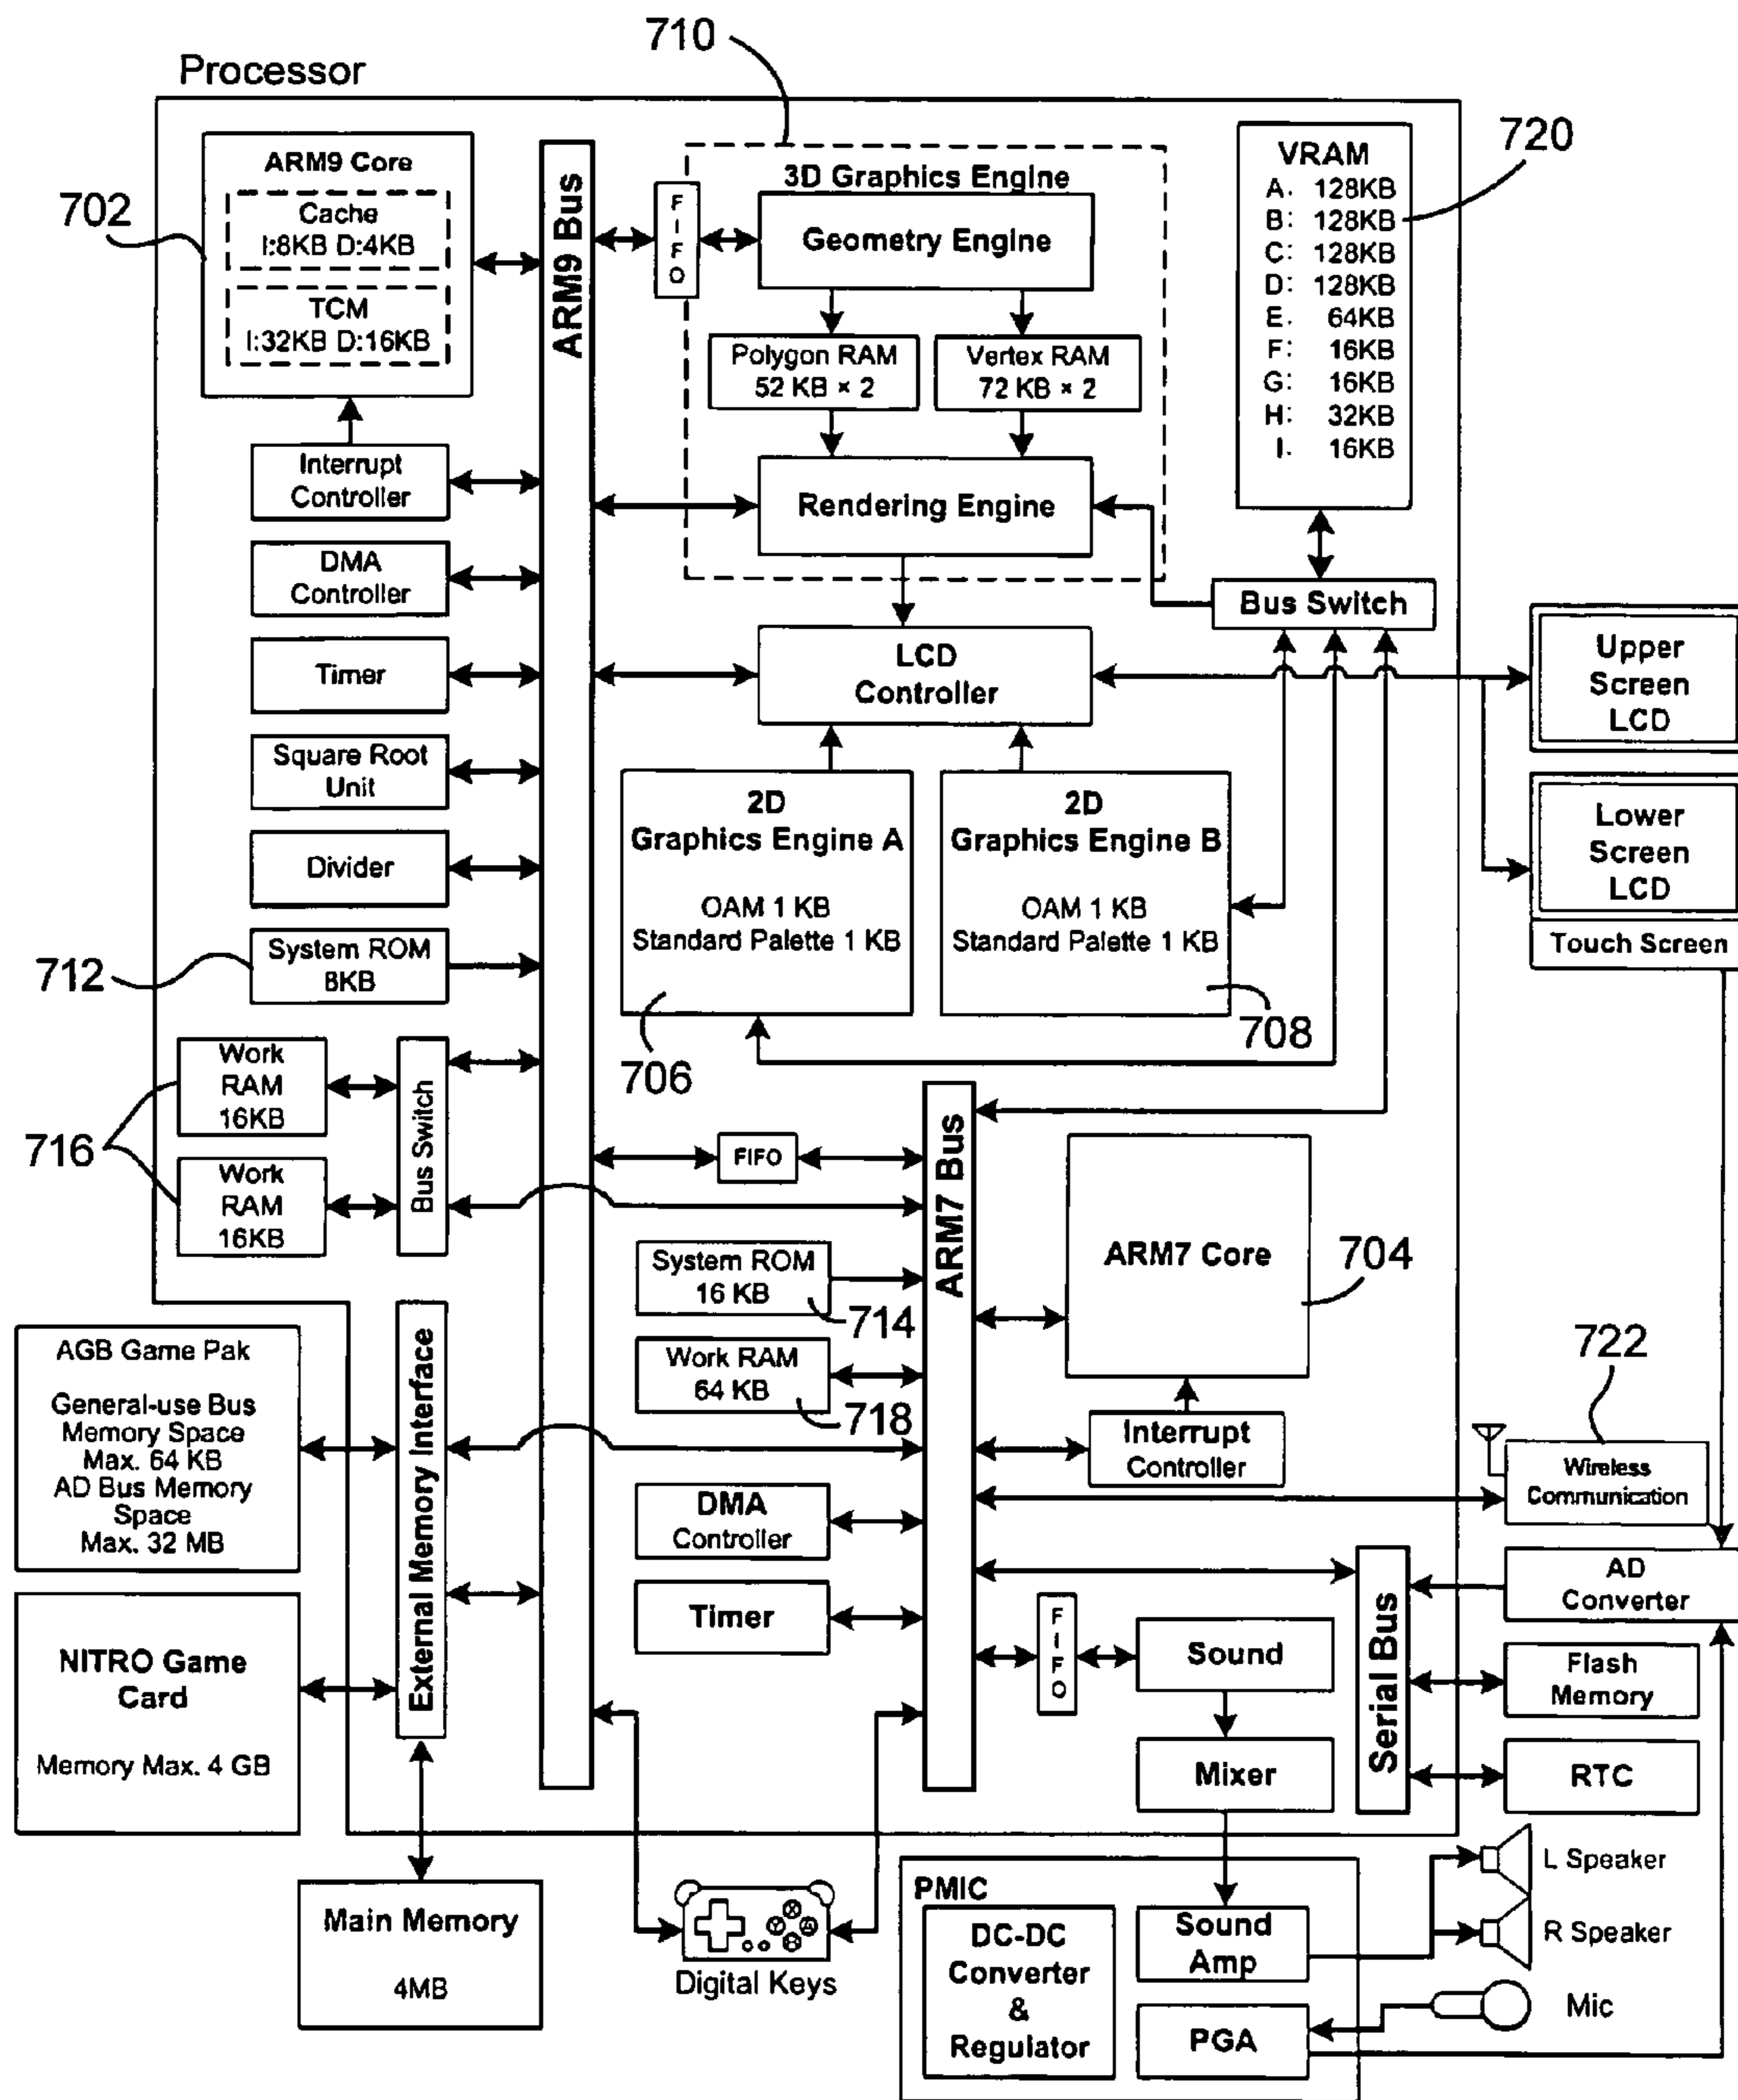 710
Processor
ARM9 Core
Cache
I:8KB D:4KB
TCM
I:32KB D:16KB
702
Interrupt
Controller
DMA
Controller
Timer
Square Root
Unit
Divider
System ROM
8KB
712
Work
RAM
16KB
Work
RAM
16KB
716
Bus Switch
ARM9 Bus
FIFO
3D Graphics Engine
Geometry Engine
Polygon RAM
52 KB × 2
Vertex RAM
72 KB × 2
Rendering Engine
VRAM
A: 128KB
B: 128KB
C: 128KB
D: 128KB
E. 64KB
F: 16KB
G: 16KB
H: 32KB
I. 16KB
720
Bus Switch
LCD
Controller
Upper
Screen
LCD
Lower
Screen
LCD
Touch Screen
2D
Graphics Engine A
OAM 1 KB
Standard Palette 1 KB
706
2D
Graphics Engine B
OAM 1 KB
Standard Palette 1 KB
708
FIFO
ARM7 Bus
ARM7 Core
704
System ROM
16 KB
714
Work RAM
64 KB
718
Interrupt
Controller
722
Wireless
Communication
AGB Game Pak
General-use Bus
Memory Space
Max. 64 KB
AD Bus Memory
Space
Max. 32 MB
External Memory Interface
DMA
Controller
Timer
FIFO
Sound
Mixer
Serial Bus
AD
Converter
Flash
Memory
RTC
NITRO Game
Card
Memory Max. 4 GB
Main Memory
4MB
X
Y
A
B
Digital Keys
PMIC
DC-DC
Converter
&
Regulator
Sound
Amp
PGA
L Speaker
R Speaker
Mic